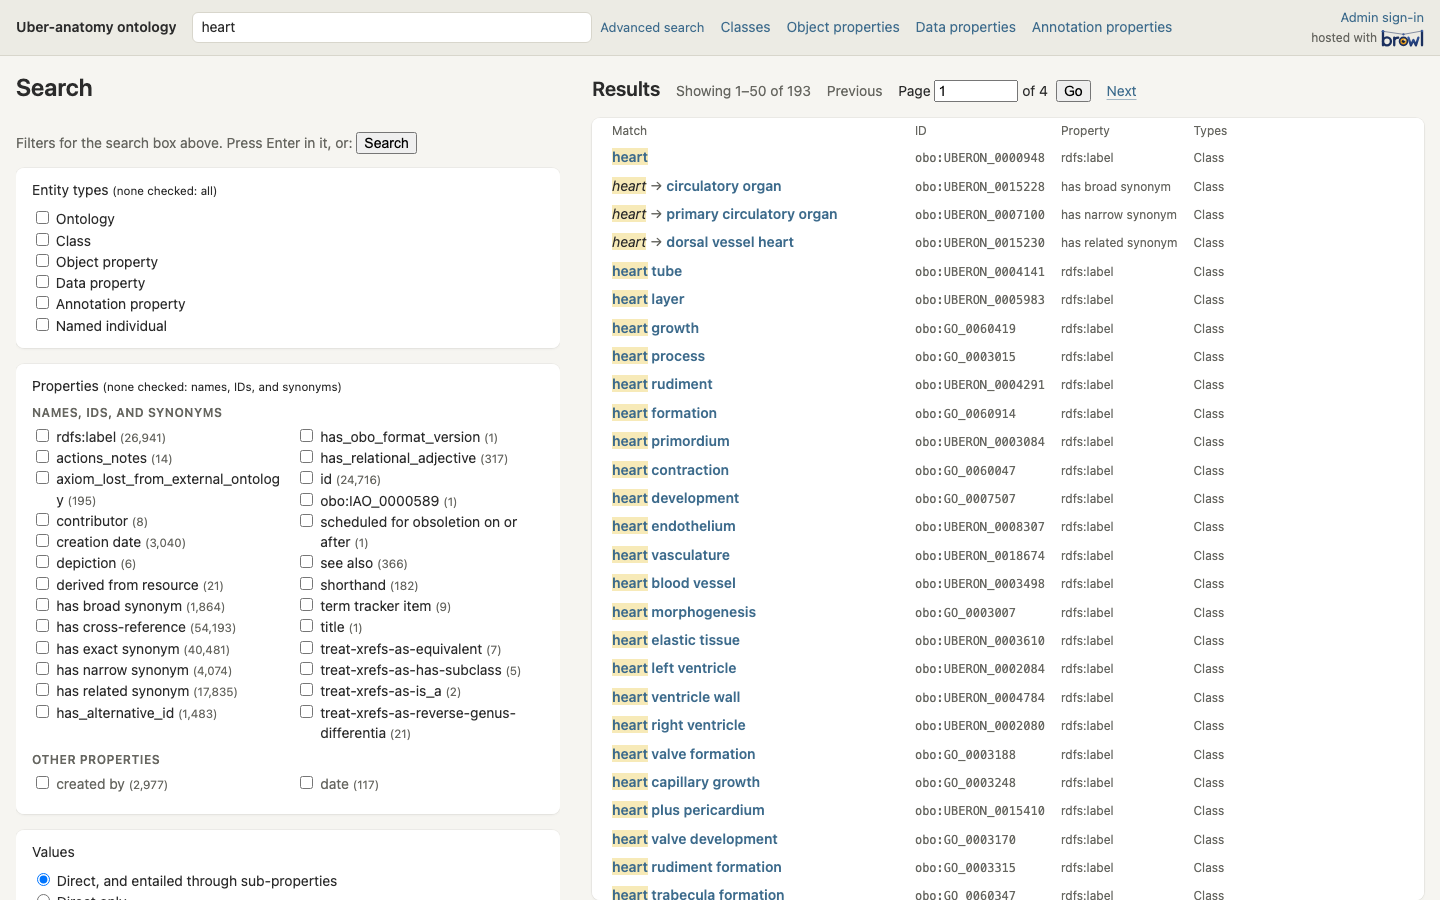 Uber-anatomy ontology
heart
Advanced search
Classes
Object properties
Data properties
Annotation properties
Admin sign-in
hosted with browl
Search
Filters for the search box above. Press Enter in it, or: Search
Entity types (none checked: all)
Ontology
Class
Object property
Data property
Annotation property
Named individual
Properties (none checked: names, IDs, and synonyms)
NAMES, IDS, AND SYNONYMS
rdfs:label (26,941)
actions_notes (14)
axiom_lost_from_external_ontolog
y (195)
contributor (8)
creation date (3,040)
depiction (6)
derived from resource (21)
has broad synonym (1,864)
has cross-reference (54,193)
has exact synonym (40,481)
has narrow synonym (4,074)
has related synonym (17,835)
has_alternative_id (1,483)
has_obo_format_version (1)
has_relational_adjective (317)
id (24,716)
obo:IAO_0000589 (1)
scheduled for obsoletion on or
after (1)
see also (366)
shorthand (182)
term tracker item (9)
title (1)
treat-xrefs-as-equivalent (7)
treat-xrefs-as-has-subclass (5)
treat-xrefs-as-is_a (2)
treat-xrefs-as-reverse-genus-
differentia (21)
OTHER PROPERTIES
created by (2,977)
date (117)
Values
Direct, and entailed through sub-properties
Direct only
Results Showing 1–50 of 193 Previous Page 1 of 4 Go Next
Match ID Property Types
heart obo:UBERON_0000948 rdfs:label Class
heart → circulatory organ obo:UBERON_0015228 has broad synonym Class
heart → primary circulatory organ obo:UBERON_0007100 has narrow synonym Class
heart → dorsal vessel heart obo:UBERON_0015230 has related synonym Class
heart tube obo:UBERON_0004141 rdfs:label Class
heart layer obo:UBERON_0005983 rdfs:label Class
heart growth obo:GO_0060419 rdfs:label Class
heart process obo:GO_0003015 rdfs:label Class
heart rudiment obo:UBERON_0004291 rdfs:label Class
heart formation obo:GO_0060914 rdfs:label Class
heart primordium obo:UBERON_0003084 rdfs:label Class
heart contraction obo:GO_0060047 rdfs:label Class
heart development obo:GO_0007507 rdfs:label Class
heart endothelium obo:UBERON_0008307 rdfs:label Class
heart vasculature obo:UBERON_0018674 rdfs:label Class
heart blood vessel obo:UBERON_0003498 rdfs:label Class
heart morphogenesis obo:GO_0003007 rdfs:label Class
heart elastic tissue obo:UBERON_0003610 rdfs:label Class
heart left ventricle obo:UBERON_0002084 rdfs:label Class
heart ventricle wall obo:UBERON_0004784 rdfs:label Class
heart right ventricle obo:UBERON_0002080 rdfs:label Class
heart valve formation obo:GO_0003188 rdfs:label Class
heart capillary growth obo:GO_0003248 rdfs:label Class
heart plus pericardium obo:UBERON_0015410 rdfs:label Class
heart valve development obo:GO_0003170 rdfs:label Class
heart rudiment formation obo:GO_0003315 rdfs:label Class
heart trabecula formation obo:GO_0060347 rdfs:label Class